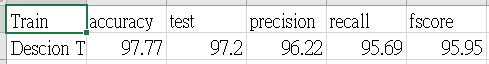 Train accuracy test precision recall fscore
Descion T 97.77 97.2 96.22 95.69 95.95